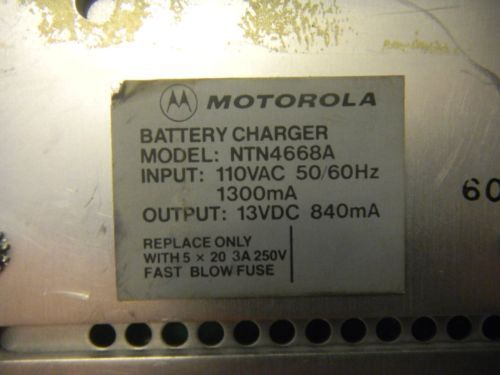 MOTOROLA
BATTERY CHARGER
MODEL: NTN4668A
INPUT: 110VAC 50/60Hz
1300mA
OUTPUT: 13VDC 840mA
REPLACE ONLY
WITH 5 × 20 3A 250V
FAST BLOW FUSE
60